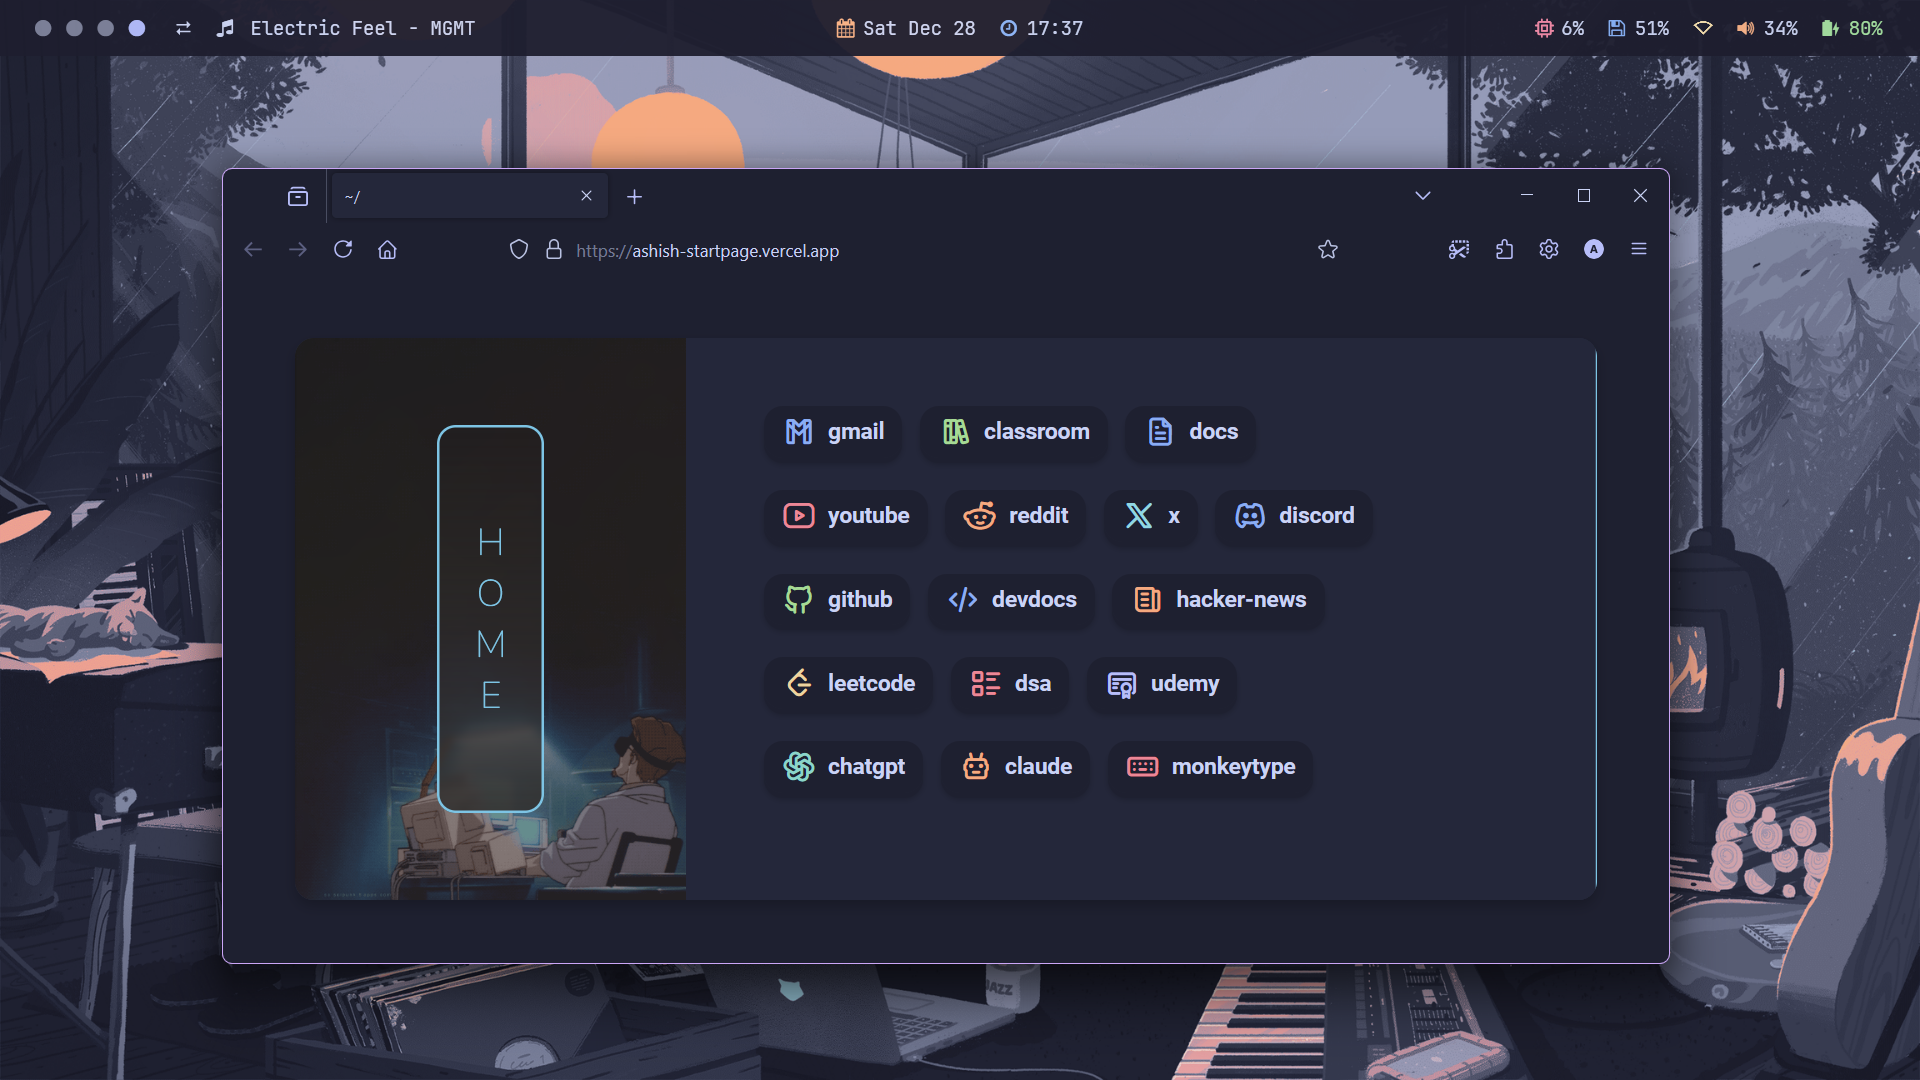 Electric Feel - MGMT
Sat Dec 28 17:37
6% 51% 34% 80%
~/
https://ashish-startpage.vercel.app
A
HOME
gmail classroom docs
youtube reddit x discord
github devdocs hacker-news
leetcode dsa udemy
chatgpt claude monkeytype
JAZZ